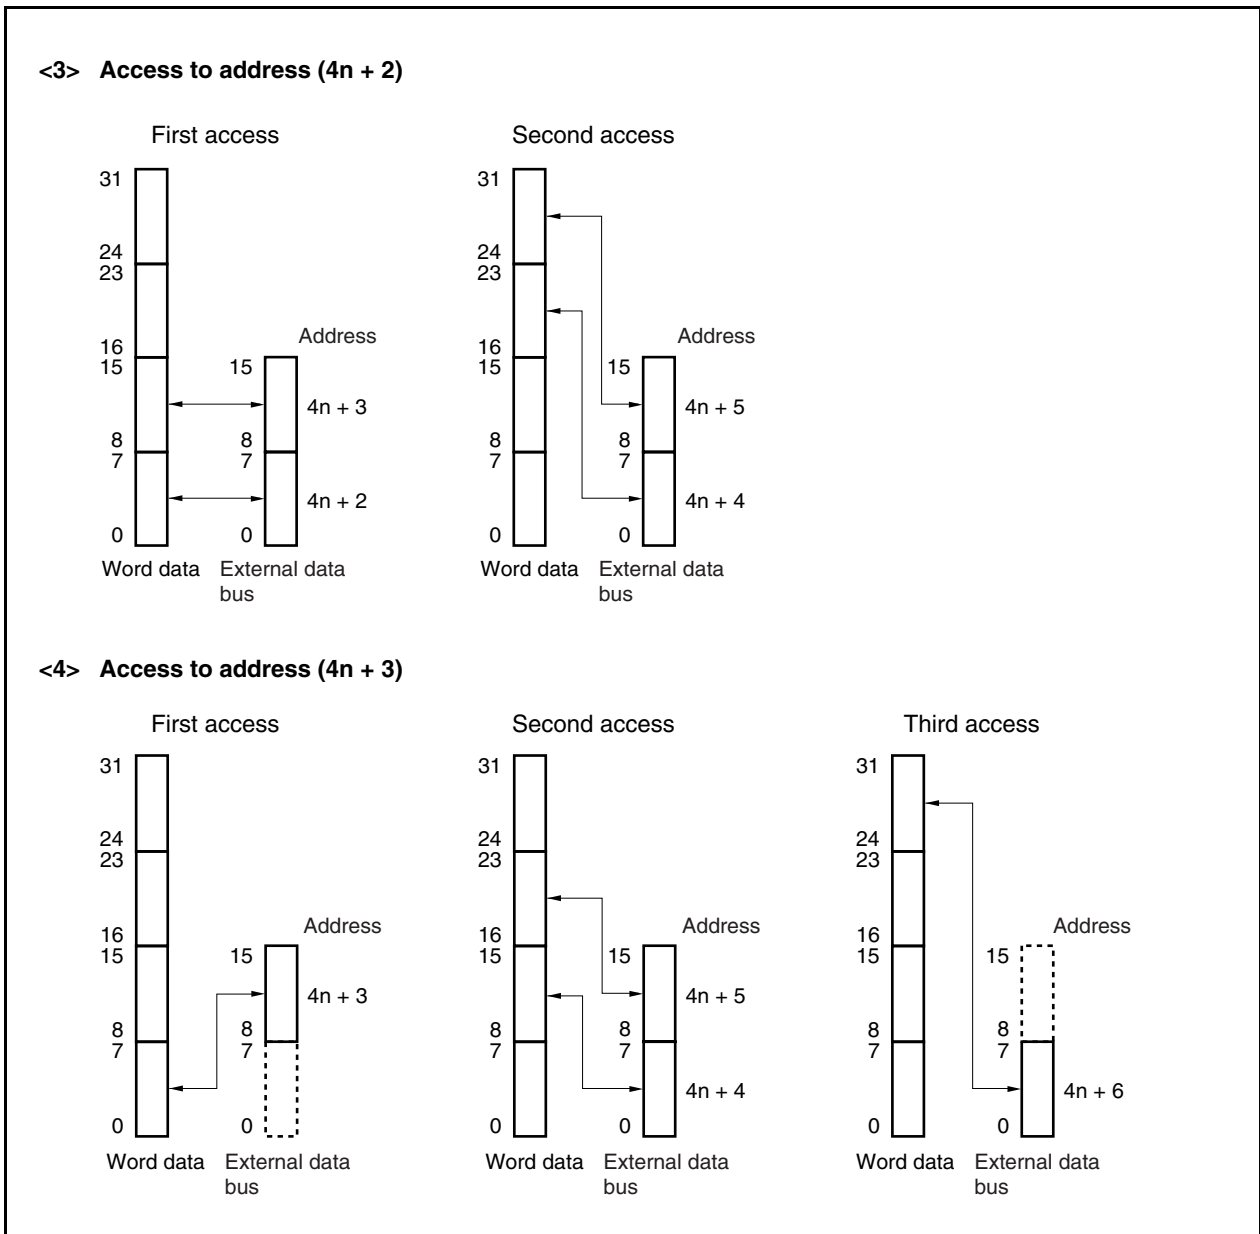 <3> Access to address (4n + 2)
First access
Second access
31
24
23
16
15
8
7
0
Address
15
8
7
0
4n + 3
4n + 2
Word data
External data
bus
31
24
23
16
15
8
7
0
Address
15
8
7
0
4n + 5
4n + 4
Word data
External data
bus
<4> Access to address (4n + 3)
First access
Second access
Third access
31
24
23
16
15
8
7
0
Address
15
8
7
0
4n + 3
Word data
External data
bus
31
24
23
16
15
8
7
0
Address
15
8
7
0
4n + 5
4n + 4
Word data
External data
bus
31
24
23
16
15
8
7
0
Address
15
8
7
0
4n + 6
Word data
External data
bus